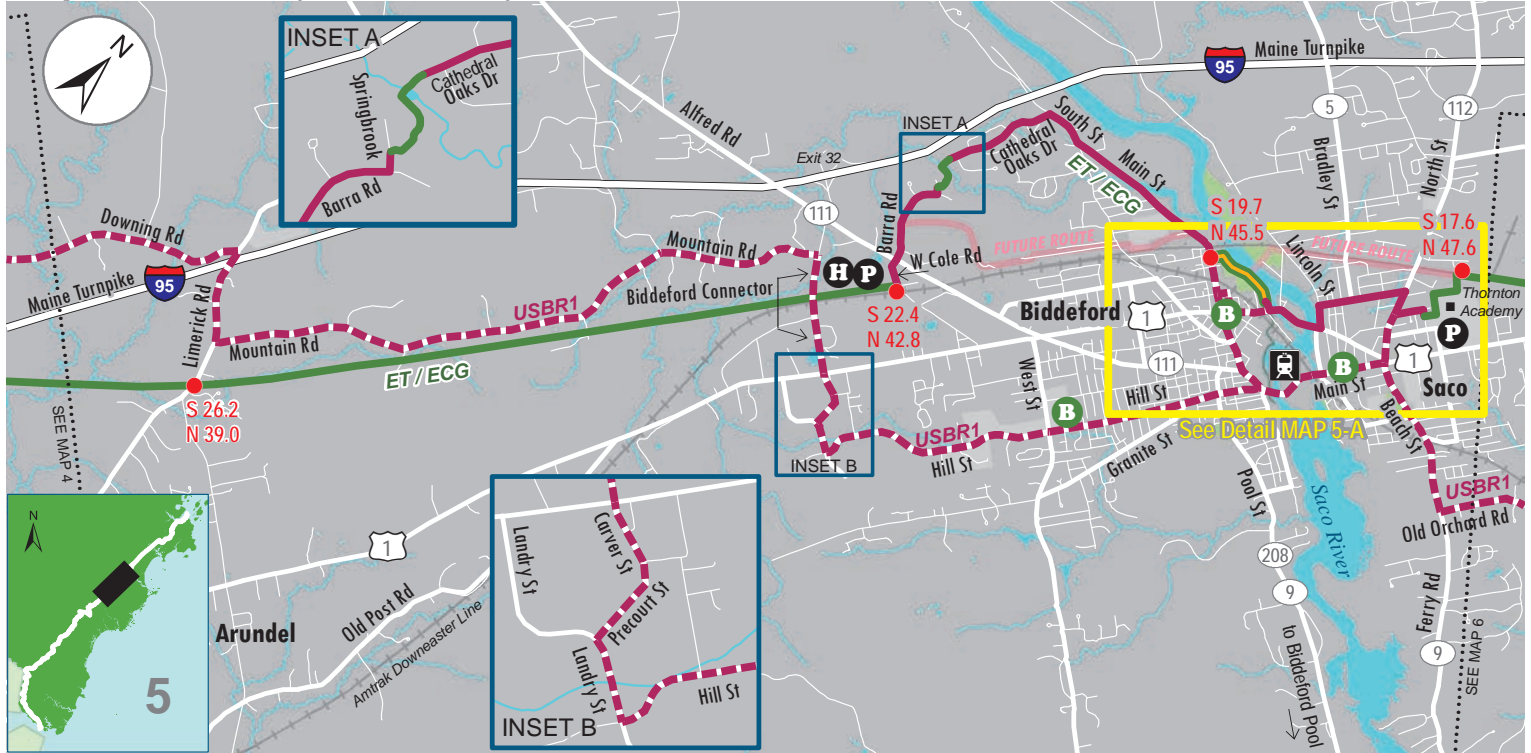 N
INSET A
Springbrook
Cathedral
Oaks Dr
Barra Rd
Maine Turnpike
95
5
112
Alfred Rd
INSET A
Exit 32
Cathedral
Oaks Dr
South St
Main St
ET / ECG
Bradley St
North St
Downing Rd
95
Maine Turnpike
Limerick Rd
Mountain Rd
USBR1
Mountain Rd
Biddeford Connector
111
Barra Rd
H
P
W Cole Rd
FUTURE ROUTE
S 19.7
N 45.5
Lincoln St
FUTURE ROUTE
S 17.6
N 47.6
Thornton
Academy
P
S 22.4
N 42.8
Biddeford
1
B
111
West St
Hill St
B
Main St
B
1
Saco
Beach St
ET / ECG
SEE MAP 4
S 26.2
N 39.0
INSET B
USBR1
Hill St
Granite St
See Detail MAP 5-A
Pool St
Saco River
USBR1
Old Orchard Rd
208
9
to Biddeford Pool
Ferry Rd
9
SEE MAP 6
N
5
1
Arundel
Old Post Rd
Amtrak Downeaster Line
Landry St
Carver St
Precourt St
Landry St
Hill St
INSET B